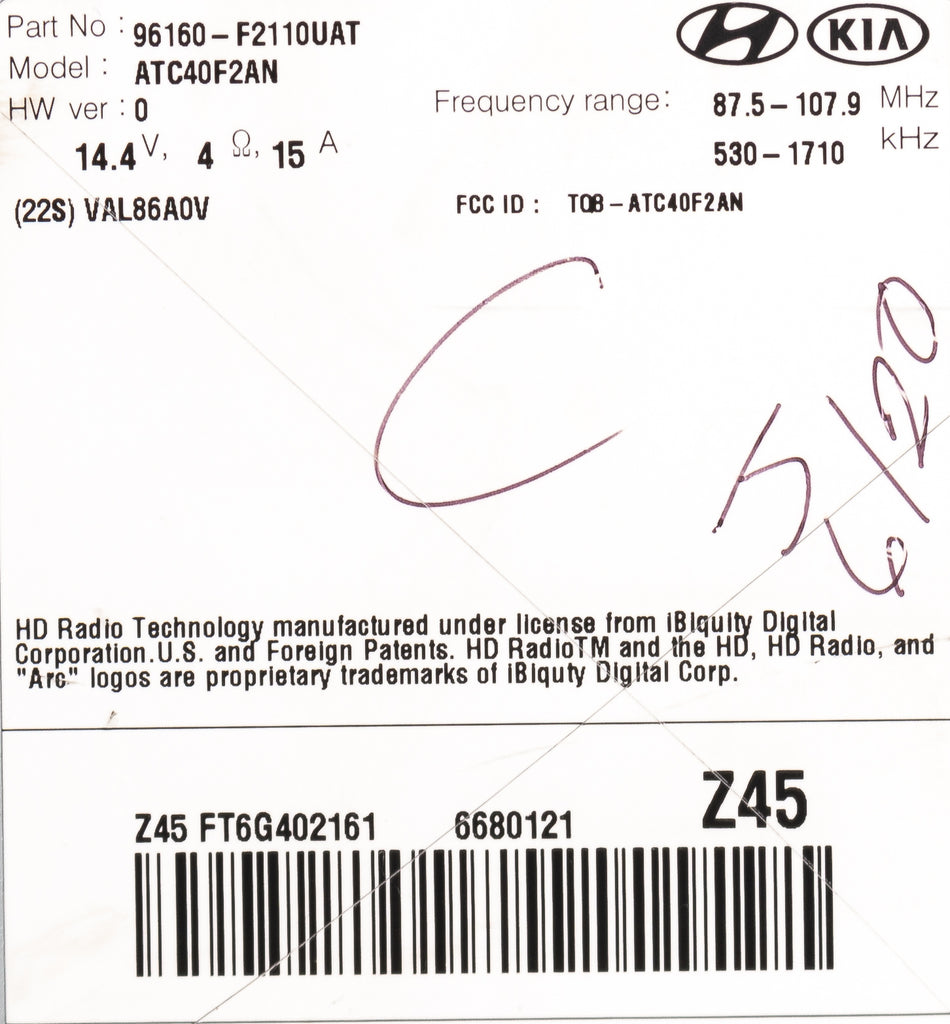 Part No : 96160-F2110UAT
KIA
Model : ATC40F2AN
HW ver : 0
Frequency range: 87.5-107.9 MHz
14.4 V, 4 Ω, 15 A
530-1710 kHz
(22S) VAL86A0V
FCC ID : TQ8-ATC40F2AN
C
5 6/20
HD Radio Technology manufactured under license from iBiquity Digital
Corporation.U.S. and Foreign Patents. HD RadioTM and the HD, HD Radio, and
"Arc" logos are proprietary trademarks of iBiquty Digital Corp.
Z45
Z45 FT6G402161 6680121